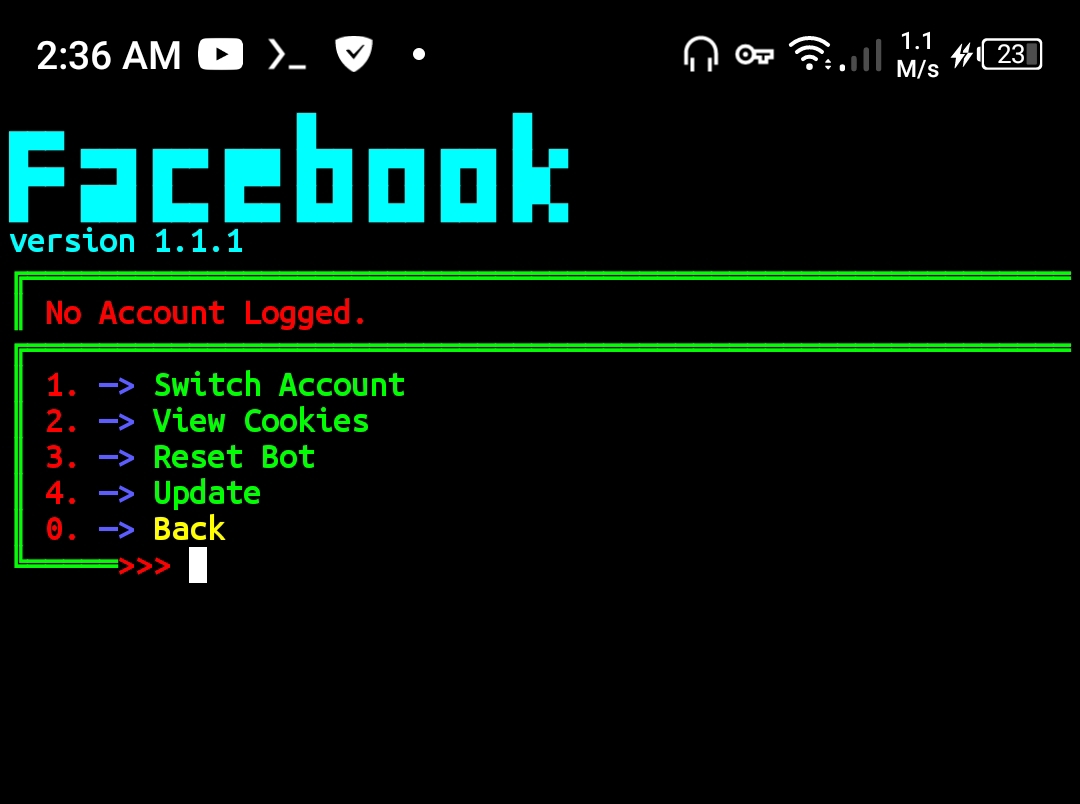 2:36 AM 1.1 M/s 23
Facebook
version 1.1.1
No Account Logged.
1. —> Switch Account
2. —> View Cookies
3. —> Reset Bot
4. —> Update
0. —> Back
>>>